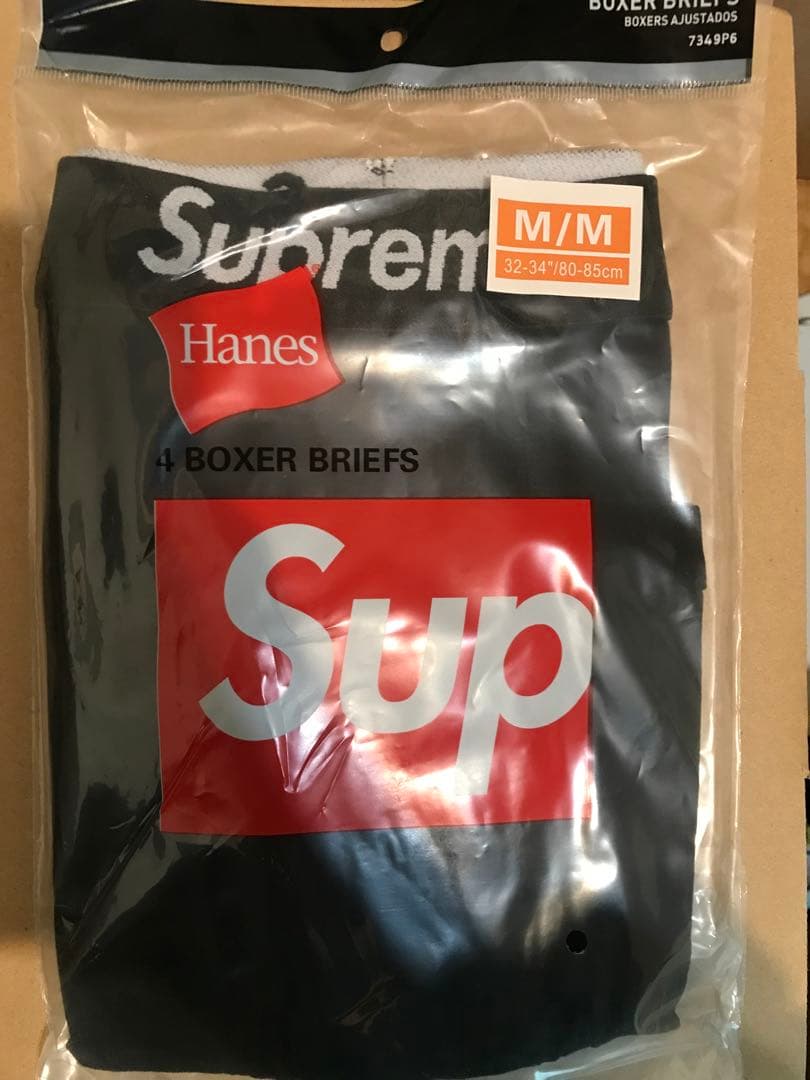 BOXER BRIEFS
BOXERS AJUSTADOS
7349P6
Suprem
M/M
32-34"/80-85cm
Hanes
4 BOXER BRIEFS
Sup